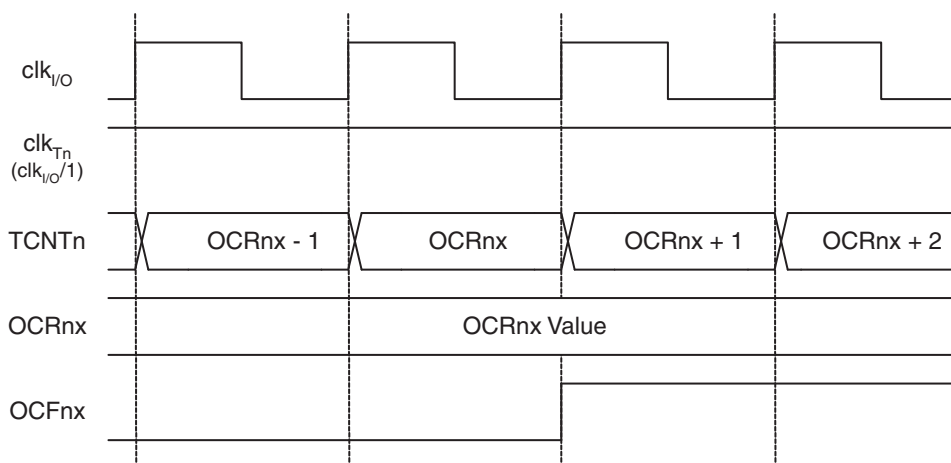 clkI/O
clkTn
(clkI/O/1)
TCNTn OCRnx - 1 OCRnx OCRnx + 1 OCRnx + 2
OCRnx OCRnx Value
OCFnx